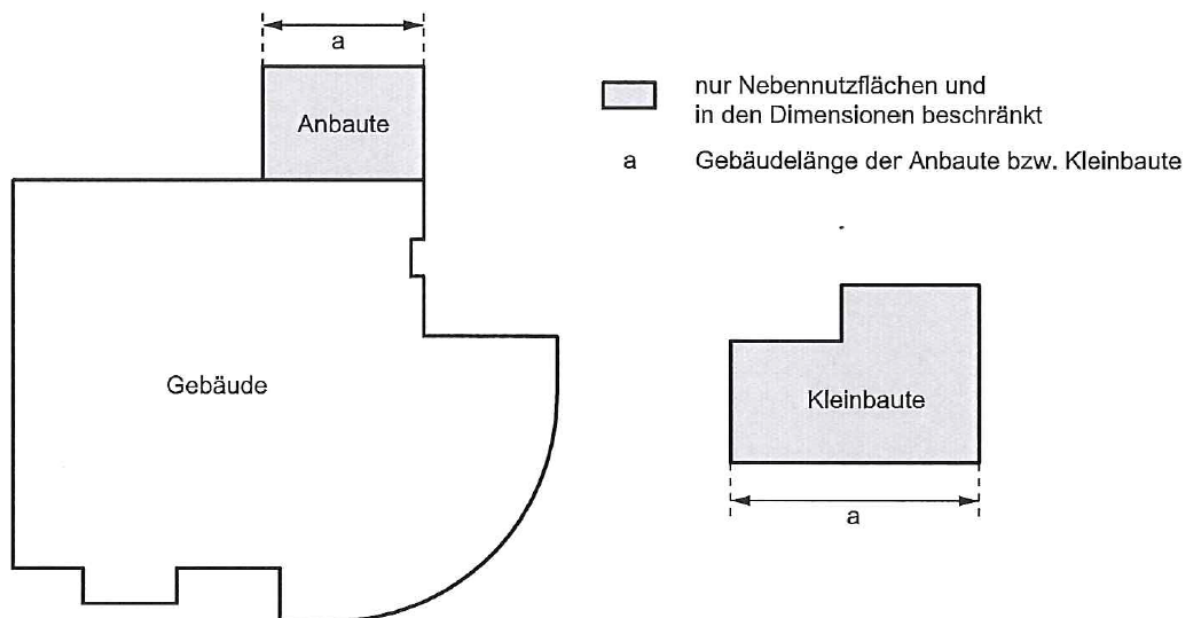 a
Anbaute
nur Nebennutzflächen und
in den Dimensionen beschränkt
a Gebäudelänge der Anbaute bzw. Kleinbaute
Gebäude
Kleinbaute
a